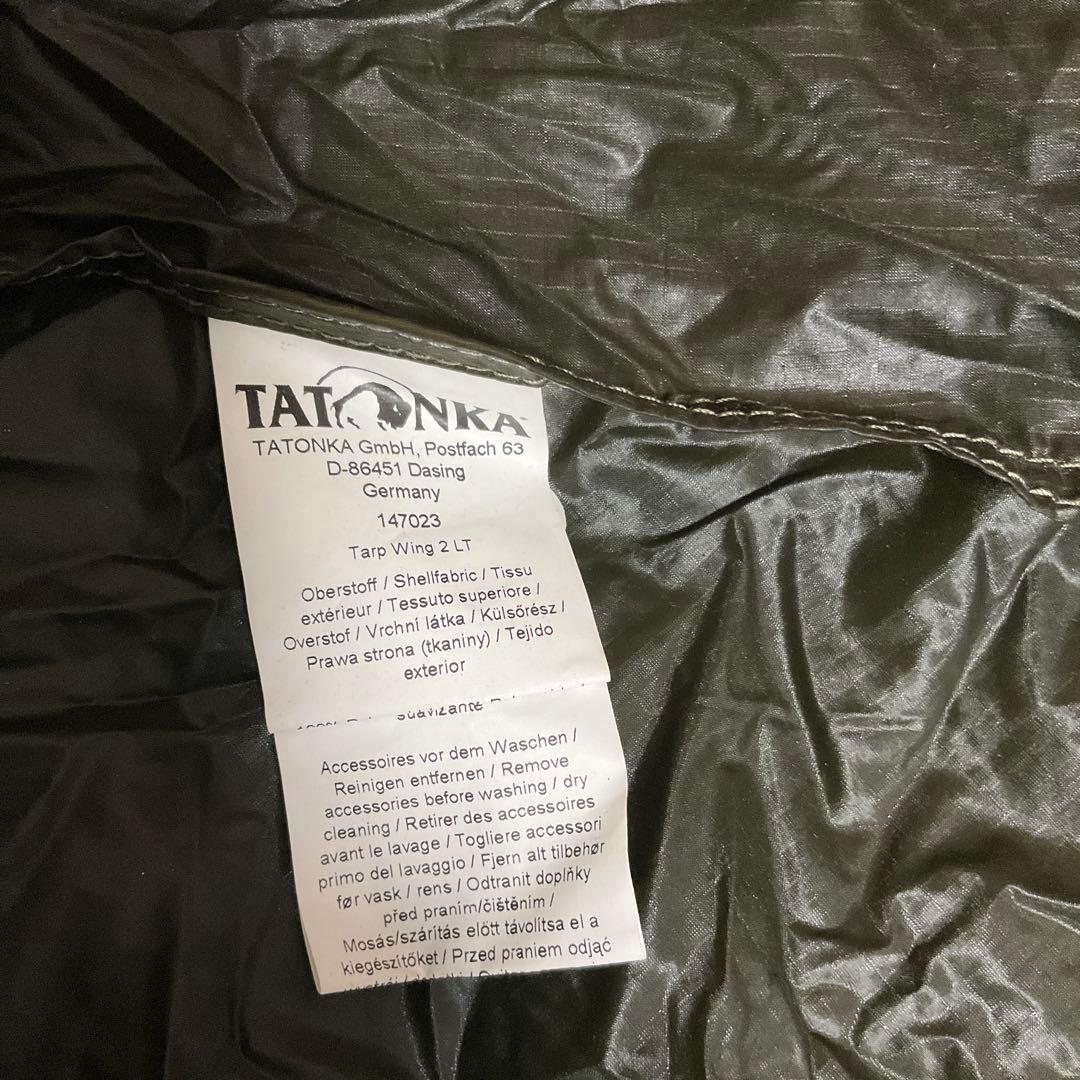 TATONKA
TATONKA GmbH, Postfach 63
D-86451 Dasing
Germany
147023
Tarp Wing 2 LT
Oberstoff / Shellfabric / Tissu
extérieur / Tessuto superiore /
Overstof / Vrchní látka / Külsőrész /
Prawa strona (tkaniny) / Tejido
exterior
suavizante
Accessoires vor dem Waschen /
Reinigen entfernen / Remove
accessories before washing / dry
cleaning / Retirer des accessoires
avant le lavage / Togliere accessori
primo del lavaggio / Fjern alt tilbehør
før vask / rens / Odtranit doplňky
před praním/čištěním /
Mosás/szárítás előtt távolítsa el a
kiegészítőket / Przed praniem odjąć